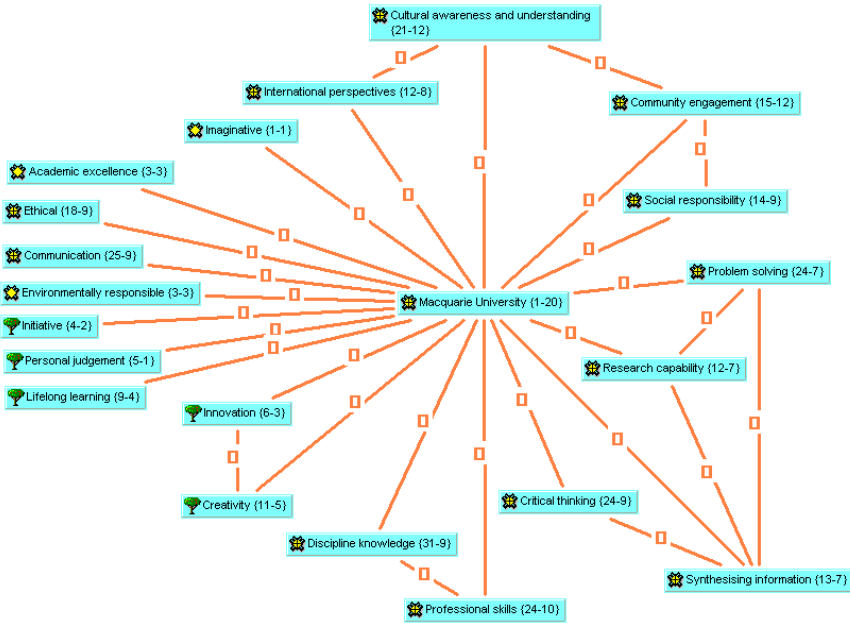 Cultural awareness and understanding
{21-12}
International perspectives {12-8}
Community engagement {15-12}
Imaginative {1-1}
Academic excellence {3-3}
Social responsibility {14-9}
Ethical {18-9}
Communication {25-9}
Problem solving {24-7}
Environmentally responsible {3-3}
Macquarie University {1-20}
Initiative {4-2}
Personal judgement {5-1}
Research capability {12-7}
Lifelong learning {9-4}
Innovation {6-3}
Creativity {11-5}
Critical thinking {24-9}
Discipline knowledge {31-9}
Synthesising information {13-7}
Professional skills {24-10}